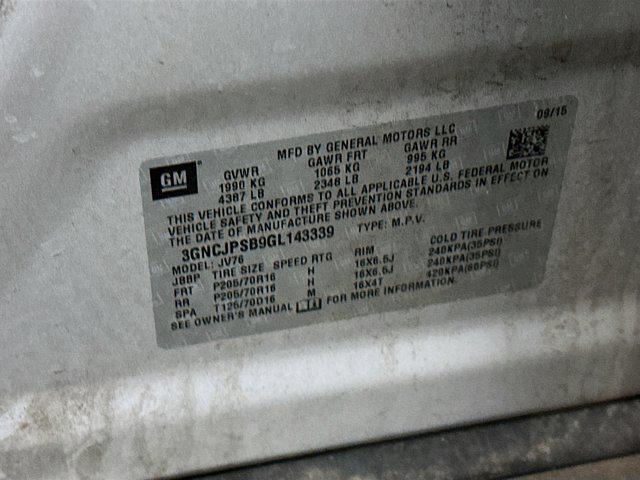 09/15
MFD BY GENERAL MOTORS LLC
GM
GVWR GAWR FRT GAWR RR
1990 KG 1065 KG 995 KG
4387 LB 2348 LB 2194 LB
THIS VEHICLE CONFORMS TO ALL APPLICABLE U.S. FEDERAL MOTOR
VEHICLE SAFETY AND THEFT PREVENTION STANDARDS IN EFFECT ON
THE DATE OF MANUFACTURE SHOWN ABOVE.
3GNCJPSB9GL143339 TYPE: M.P.V.
MODEL: JV76
JBBP TIRE SIZE SPEED RTG RIM COLD TIRE PRESSURE
FRT P205/70R16 H 16X6.5J 240KPA(35PSI)
RR P205/70R16 H 16X6.5J 240KPA(35PSI)
SPA T125/70D16 M 16X4T 420KPA(60PSI)
SEE OWNER'S MANUAL FOR MORE INFORMATION.